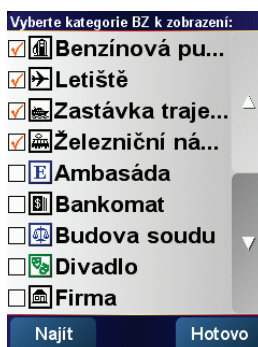 Vyberte kategorie BZ k zobrazení:
Benzínová pu...
Letiště
Zastávka traje...
Železniční ná...
E Ambasáda
$ Bankomat
Budova soudu
Divadlo
Firma
Najít Hotovo